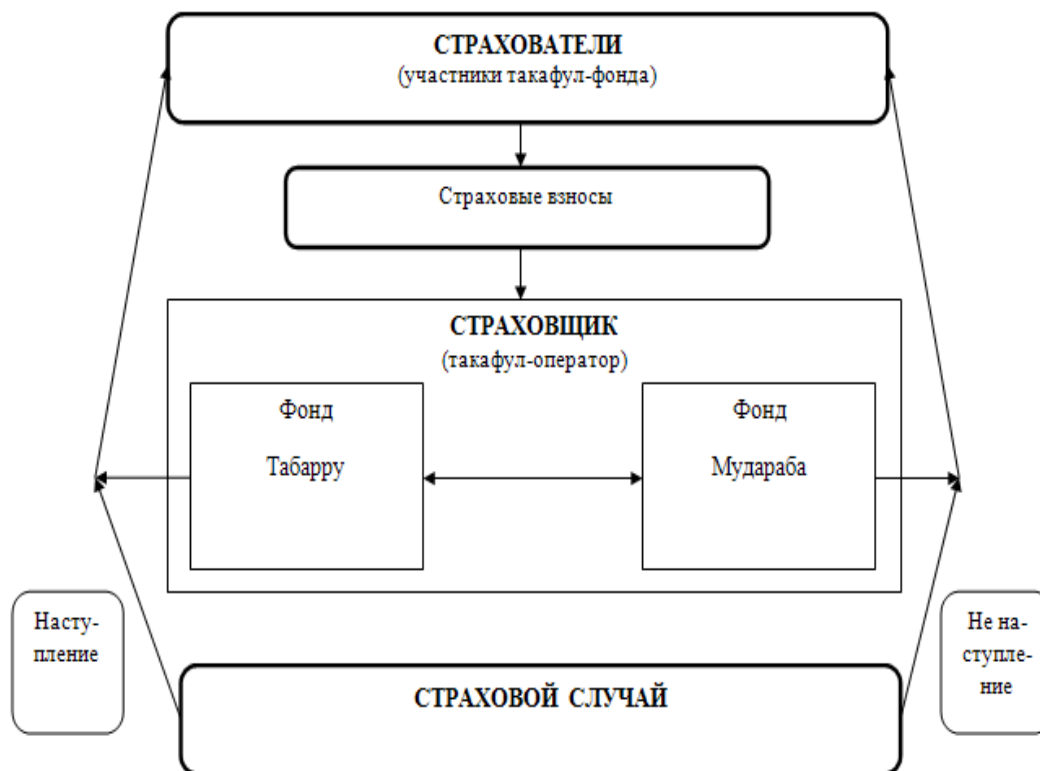 СТРАХОВАТЕЛИ
(участники такафул-фонда)
Страховые взносы
СТРАХОВЩИК
(такафул-оператор)
Фонд
Табарру
Фонд
Мудараба
Насту-
пление
Не на-
ступле-
ние
СТРАХОВОЙ СЛУЧАЙ